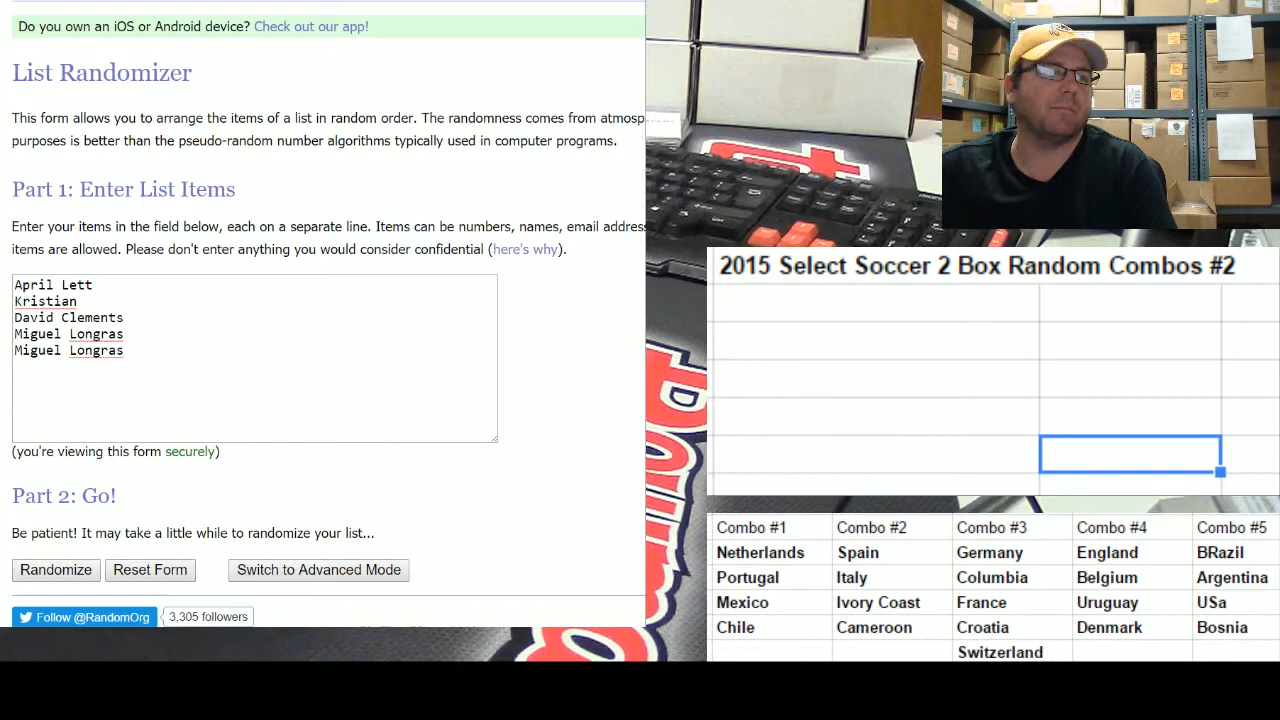 Do you own an iOS or Android device? Check out our app!
List Randomizer
This form allows you to arrange the items of a list in random order. The randomness comes from atmosp
purposes is better than the pseudo-random number algorithms typically used in computer programs.
Part 1: Enter List Items
Enter your items in the field below, each on a separate line. Items can be numbers, names, email address
items are allowed. Please don't enter anything you would consider confidential (here's why).
April Lett
Kristian
David Clements
Miguel Longras
Miguel Longras
(you're viewing this form securely)
Part 2: Go!
Be patient! It may take a little while to randomize your list...
Randomize Reset Form Switch to Advanced Mode
Follow @RandomOrg 3,305 followers
2015 Select Soccer 2 Box Random Combos #2
Combo #1 Combo #2 Combo #3 Combo #4 Combo #5
Netherlands Spain Germany England BRazil
Portugal Italy Columbia Belgium Argentina
Mexico Ivory Coast France Uruguay USa
Chile Cameroon Croatia Denmark Bosnia
Switzerland